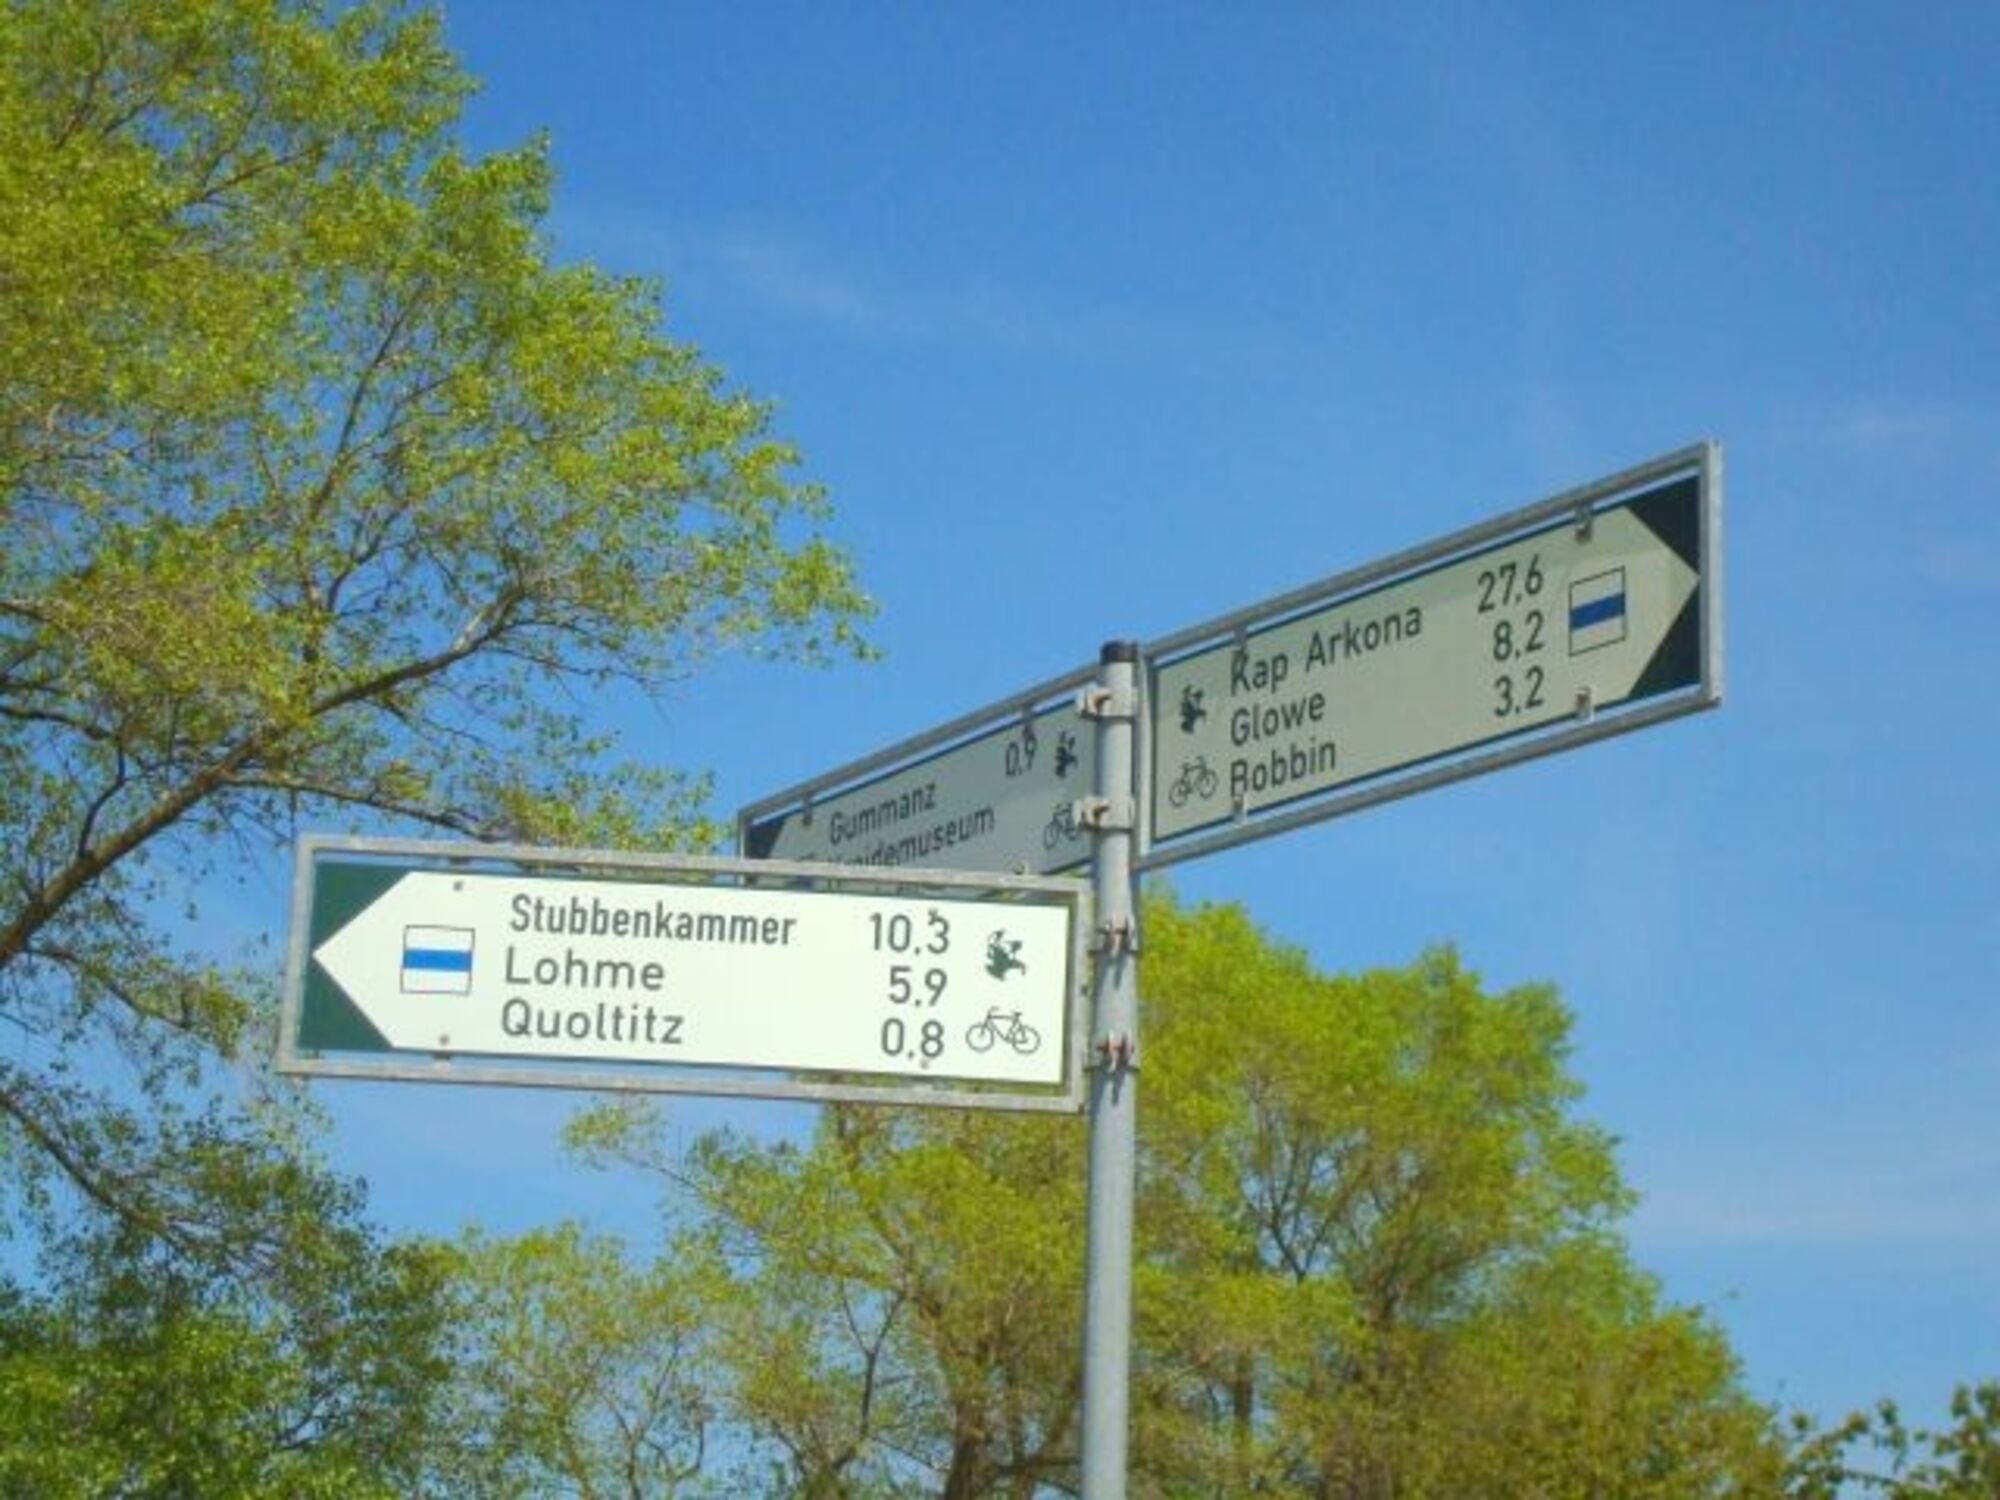 Kap Arkona 27,6
Glowe 8,2
Bobbin 3,2
Gummanz 0,9
Kreidemuseum
Stubbenkammer 10,3
Lohme 5,9
Quoltitz 0,8